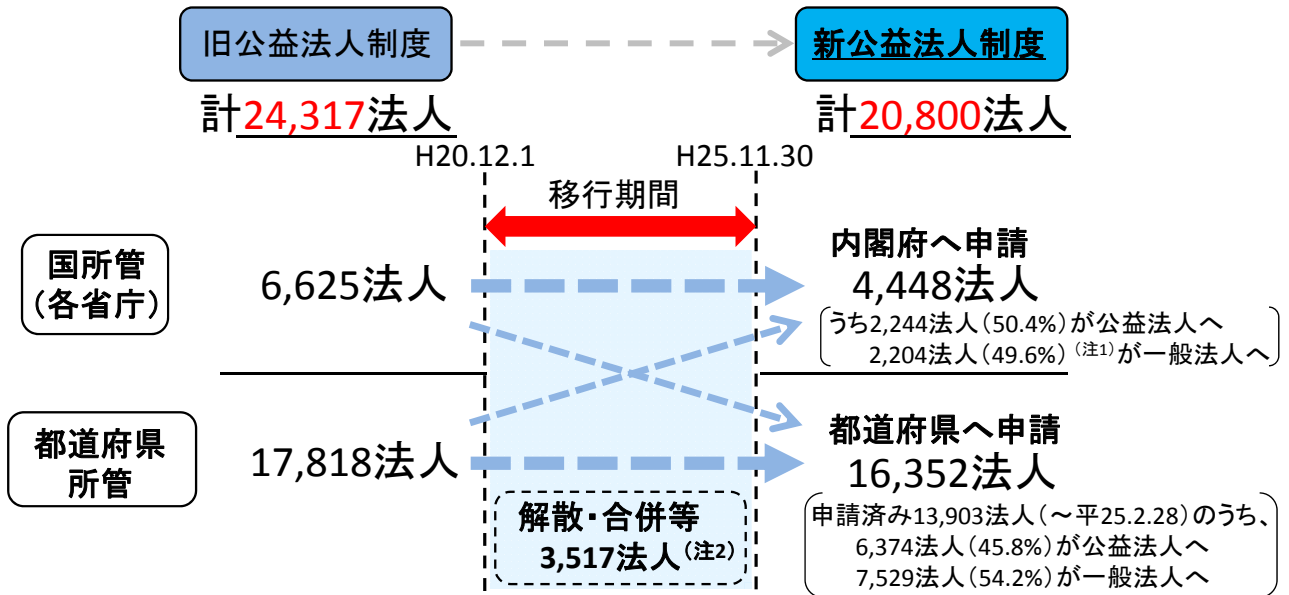 旧公益法人制度
新公益法人制度
計24,317法人
計20,800法人
H20.12.1
H25.11.30
移行期間
国所管
(各省庁)
6,625法人
内閣府へ申請
4,448法人
うち2,244法人(50.4%)が公益法人へ
2,204法人(49.6%)(注1)が一般法人へ
都道府県
所管
17,818法人
都道府県へ申請
16,352法人
申請済み13,903法人(~平25.2.28)のうち、
6,374法人(45.8%)が公益法人へ
7,529法人(54.2%)が一般法人へ
解散・合併等
3,517法人(注2)